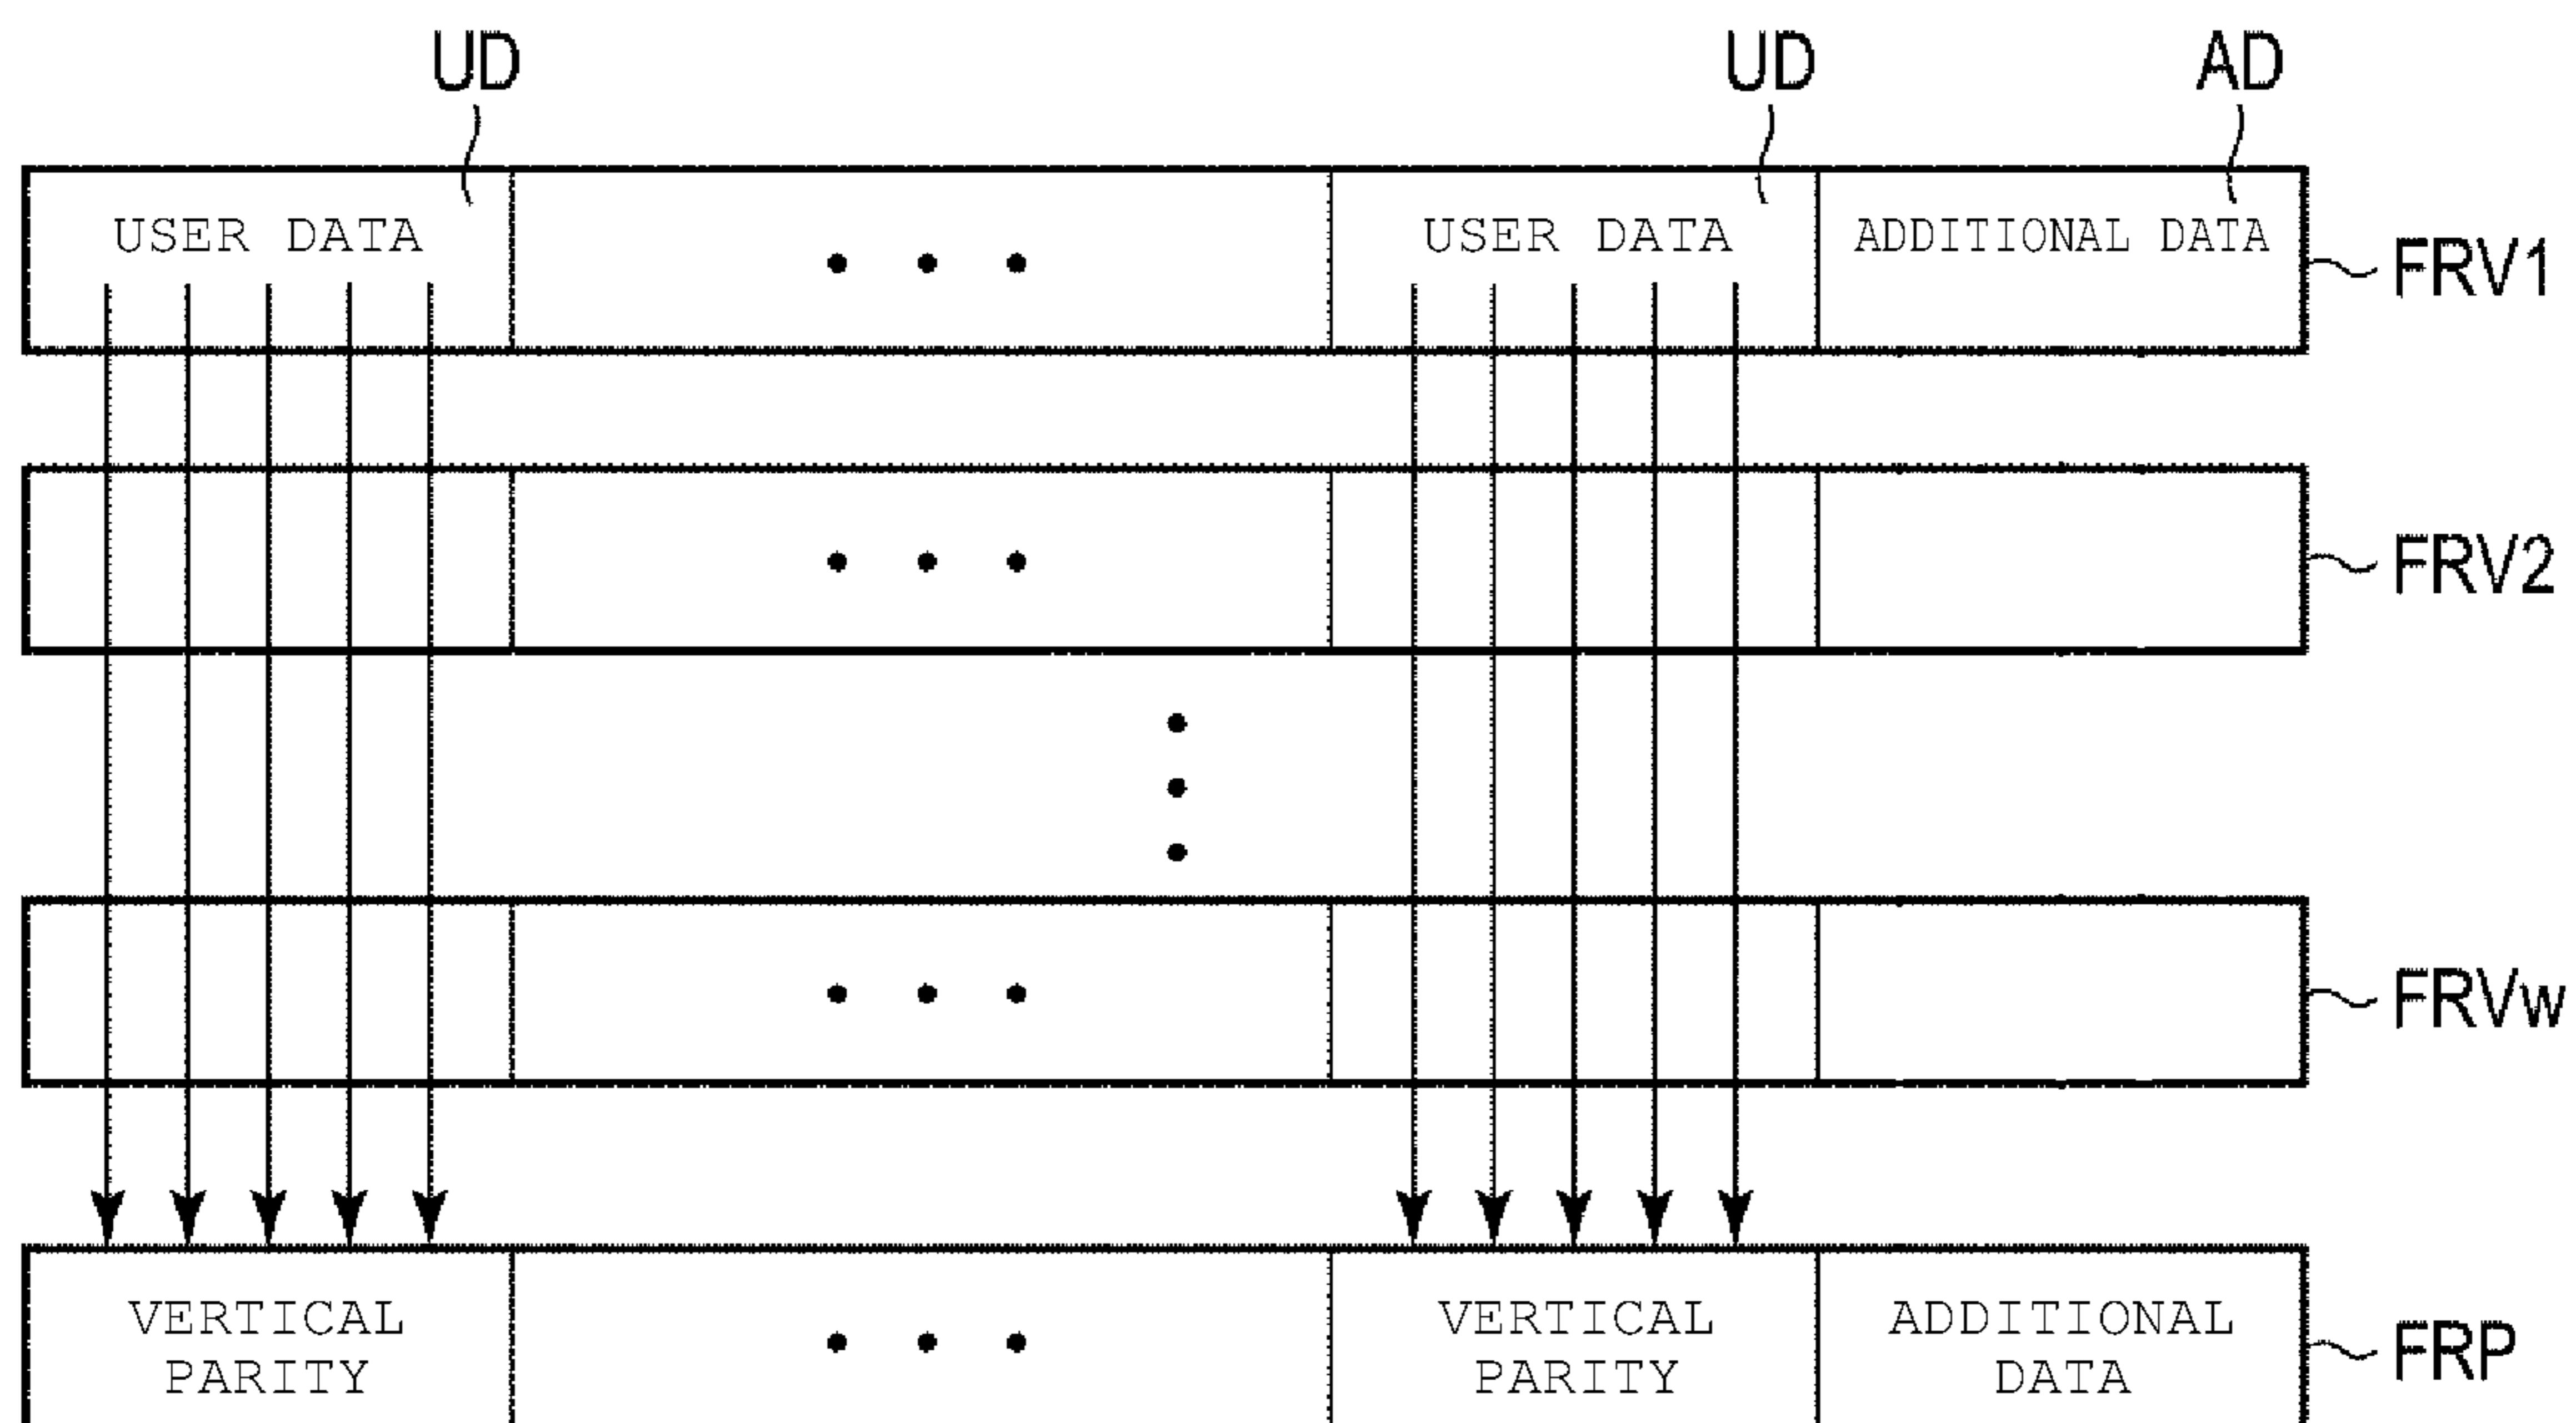 UD UD AD
USER DATA USER DATA ADDITIONAL DATA FRV1
FRV2
FRVw
VERTICAL PARITY VERTICAL PARITY ADDITIONAL DATA FRP